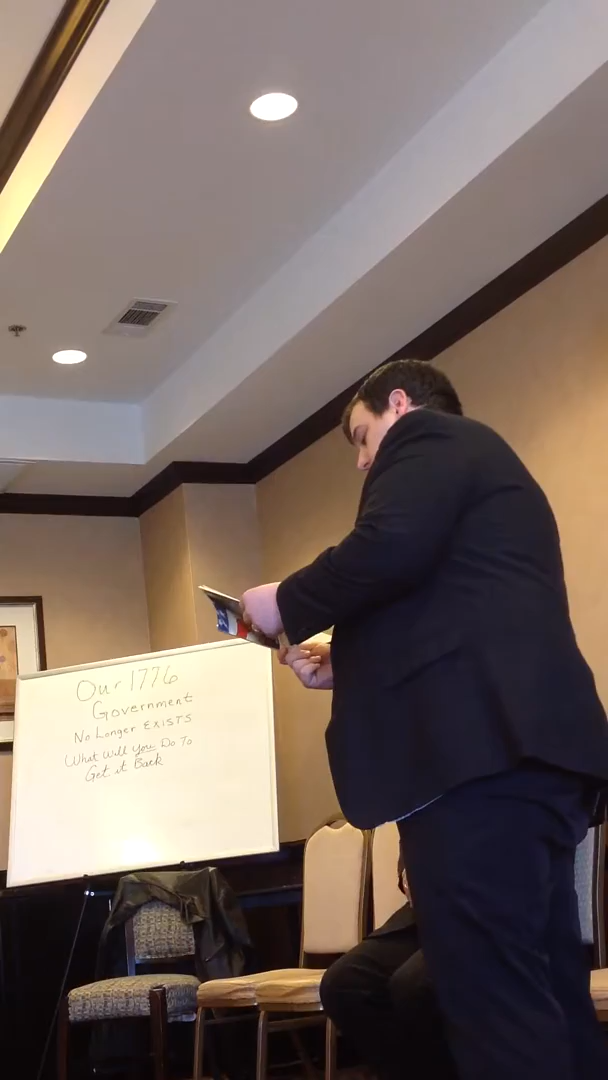 Our 1776
Government
No Longer Exists
What Will you Do To
Get it Back